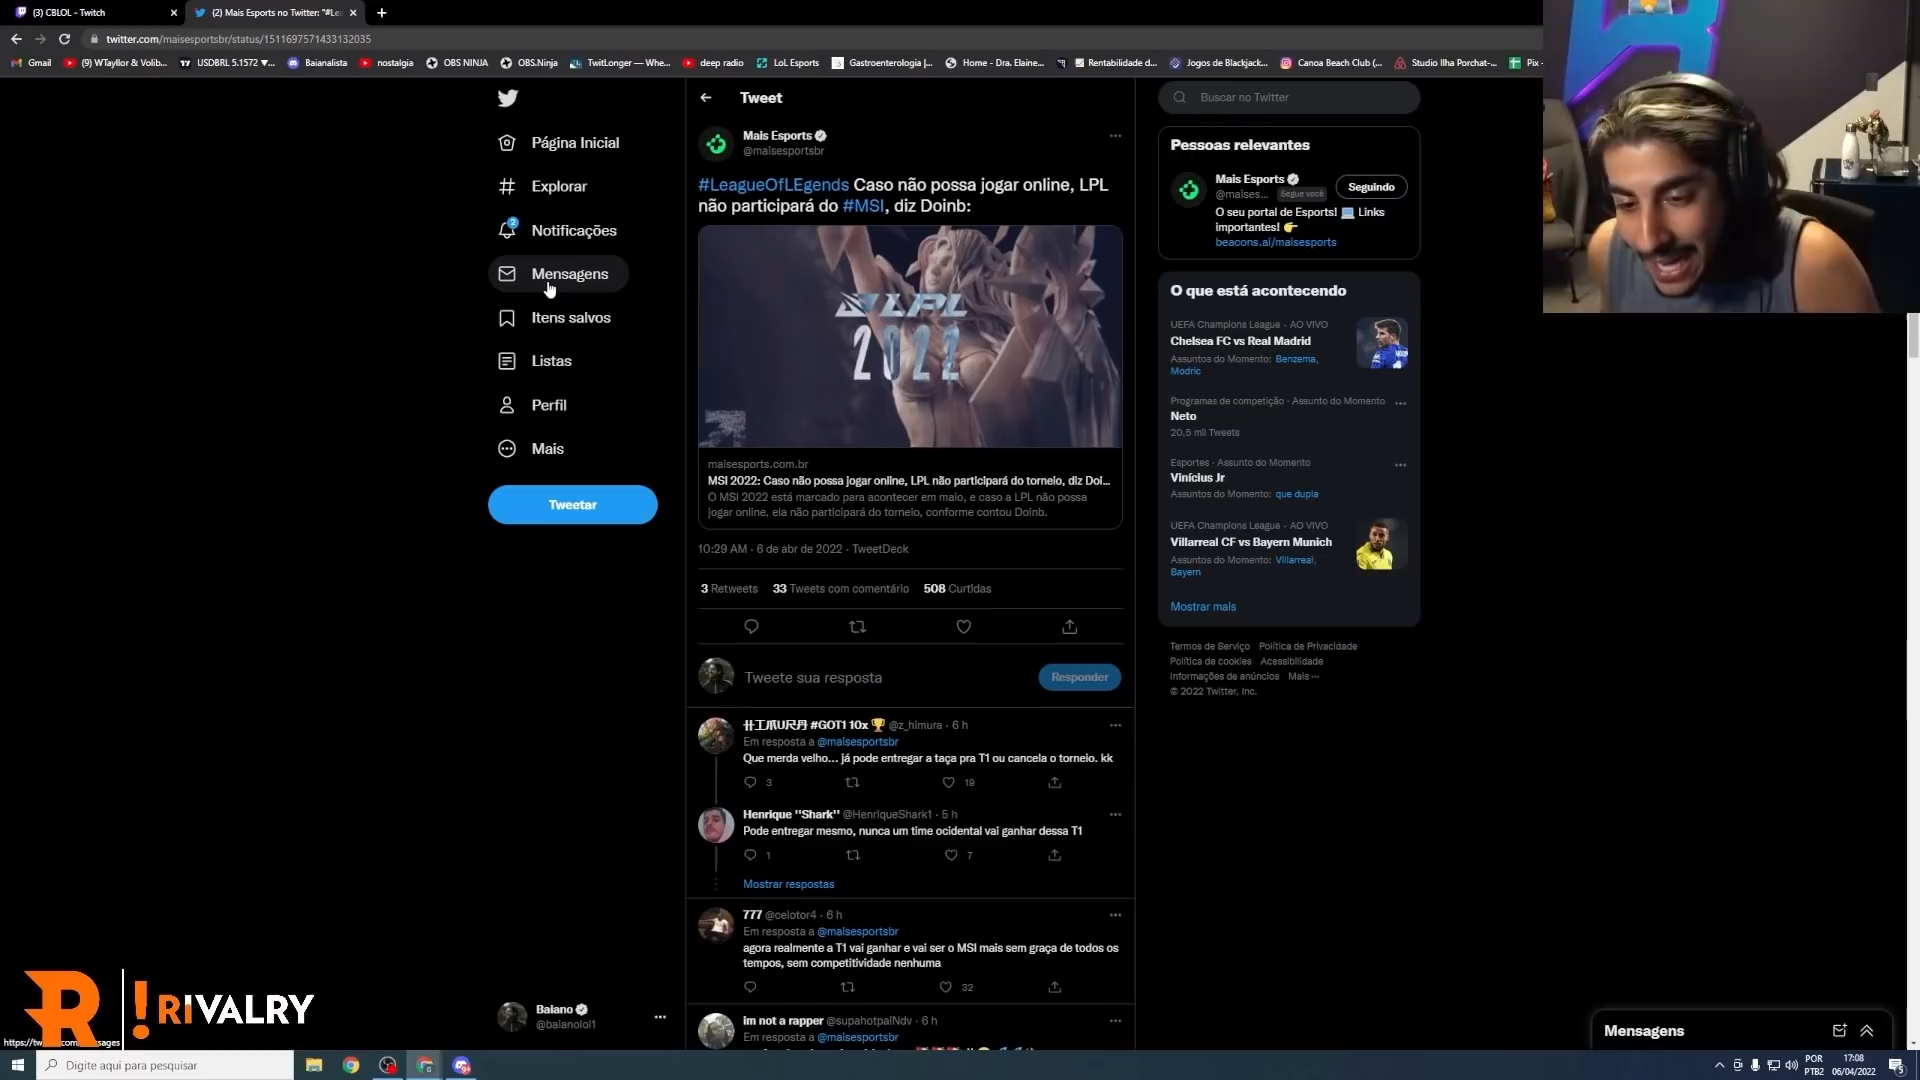 (3) CBLOL - Twitch
(2) Mais Esports no Twitter: "#Le
twitter.com/maisesportsbr/status/1511697571433132035
Gmail
(9) WTayllor & Volib...
USDBRL 5.1572 ▼...
Baianalista
nostalgia
OBS NINJA
OBS.Ninja
TwitLonger — Whe...
deep radio
LoL Esports
Gastroenterologia |...
Home - Dra. Elaine...
Rentabilidade d...
Jogos de Blackjack...
Canoa Beach Club (...
Studio Ilha Porchat-...
Pix -
Página Inicial
Explorar
2
Notificações
Mensagens
Itens salvos
Listas
Perfil
Mais
Tweetar
Baiano
@baianolol1
Tweet
Mais Esports
@maisesportsbr
#LeagueOfLEgends Caso não possa jogar online, LPL
não participará do #MSI, diz Doinb:
LPL
2022
maisesports.com.br
MSI 2022: Caso não possa jogar online, LPL não participará do torneio, diz Doi...
O MSI 2022 está marcado para acontecer em maio, e caso a LPL não possa
jogar online, ela não participará do torneio, conforme contou Doinb.
10:29 AM · 6 de abr de 2022 · TweetDeck
3 Retweets 33 Tweets com comentário 508 Curtidas
Tweete sua resposta
Responder
#GOT1 10x 🏆 @z_himura · 6 h
Em resposta a @maisesportsbr
Que merda velho... já pode entregar a taça pra T1 ou cancela o torneio. kk
3 19
Henrique "Shark" @HenriqueShark1 · 5 h
Pode entregar mesmo, nunca um time ocidental vai ganhar dessa T1
1 7
Mostrar respostas
777 @celotor4 · 6 h
Em resposta a @maisesportsbr
agora realmente a T1 vai ganhar e vai ser o MSI mais sem graça de todos os
tempos, sem competitividade nenhuma
32
im not a rapper @supahotpaiNdv · 6 h
Em resposta a @maisesportsbr
Buscar no Twitter
Pessoas relevantes
Mais Esports
@maises... Segue você
Seguindo
O seu portal de Esports! 💻 Links
importantes! 👉
beacons.ai/maisesports
O que está acontecendo
UEFA Champions League · AO VIVO
Chelsea FC vs Real Madrid
Assuntos do Momento: Benzema,
Modric
Programas de competição · Assunto do Momento
Neto
20,5 mil Tweets
Esportes · Assunto do Momento
Vinícius Jr
Assuntos do Momento: que dupla
UEFA Champions League · AO VIVO
Villarreal CF vs Bayern Munich
Assuntos do Momento: Villarreal,
Bayern
Mostrar mais
Termos de Serviço Política de Privacidade
Política de cookies Acessibilidade
Informações de anúncios Mais ···
© 2022 Twitter, Inc.
Mensagens
R !RIVALRY
Digite aqui para pesquisar
POR
PTB2
17:08
06/04/2022
5